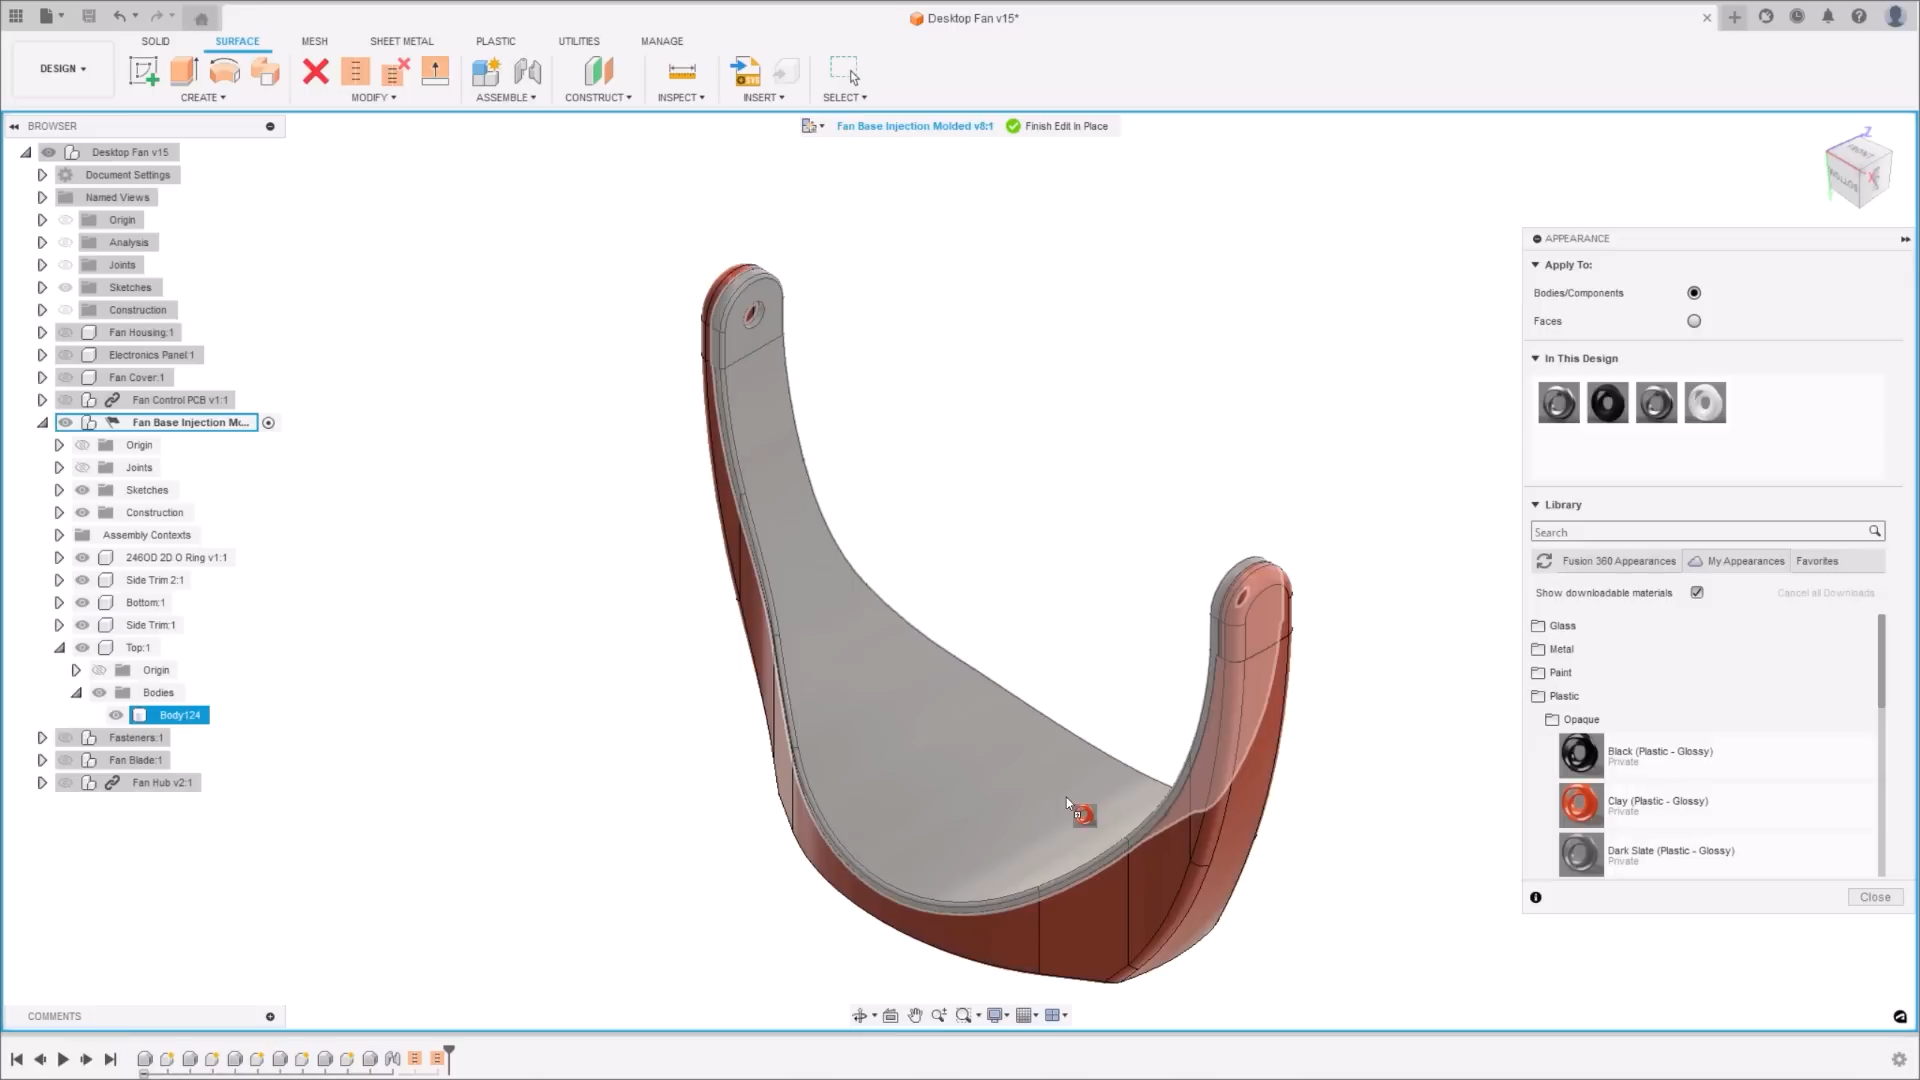 Desktop Fan v15*
SOLID
SURFACE
MESH
SHEET METAL
PLASTIC
UTILITIES
MANAGE
DESIGN
CREATE
MODIFY
ASSEMBLE
CONSTRUCT
INSPECT
INSERT
SELECT
BROWSER
Fan Base Injection Molded v8:1
Finish Edit In Place
Desktop Fan v15
Document Settings
Named Views
Origin
Analysis
Joints
Sketches
Construction
Fan Housing:1
Electronics Panel:1
Fan Cover:1
Fan Control PCB v1:1
Fan Base Injection Mo...
Origin
Joints
Sketches
Construction
Assembly Contexts
246OD 2D O Ring v1:1
Side Trim 2:1
Bottom:1
Side Trim:1
Top:1
Origin
Bodies
Body124
Fasteners:1
Fan Blade:1
Fan Hub v2:1
Z
FRONT
BOTTOM
X
APPEARANCE
Apply To:
Bodies/Components
Faces
In This Design
Library
Search
Fusion 360 Appearances
My Appearances
Favorites
Show downloadable materials
Cancel all Downloads
Glass
Metal
Paint
Plastic
Opaque
Black (Plastic - Glossy)
Private
Clay (Plastic - Glossy)
Private
Dark Slate (Plastic - Glossy)
Private
Close
COMMENTS